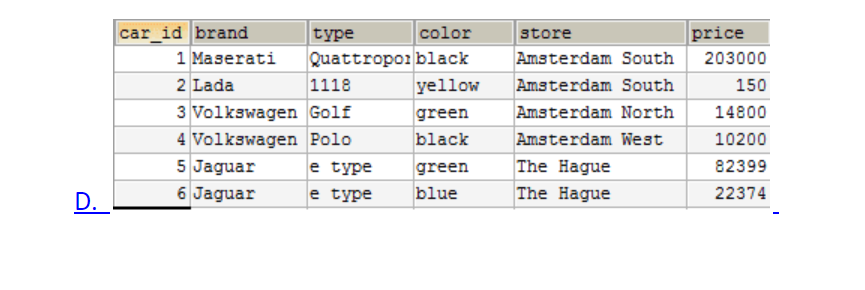 car_id brand type color store price
1 Maserati Quattropor black Amsterdam South 203000
2 Lada 1118 yellow Amsterdam South 150
3 Volkswagen Golf green Amsterdam North 14800
4 Volkswagen Polo black Amsterdam West 10200
5 Jaguar e type green The Hague 82399
6 Jaguar e type blue The Hague 22374
D.